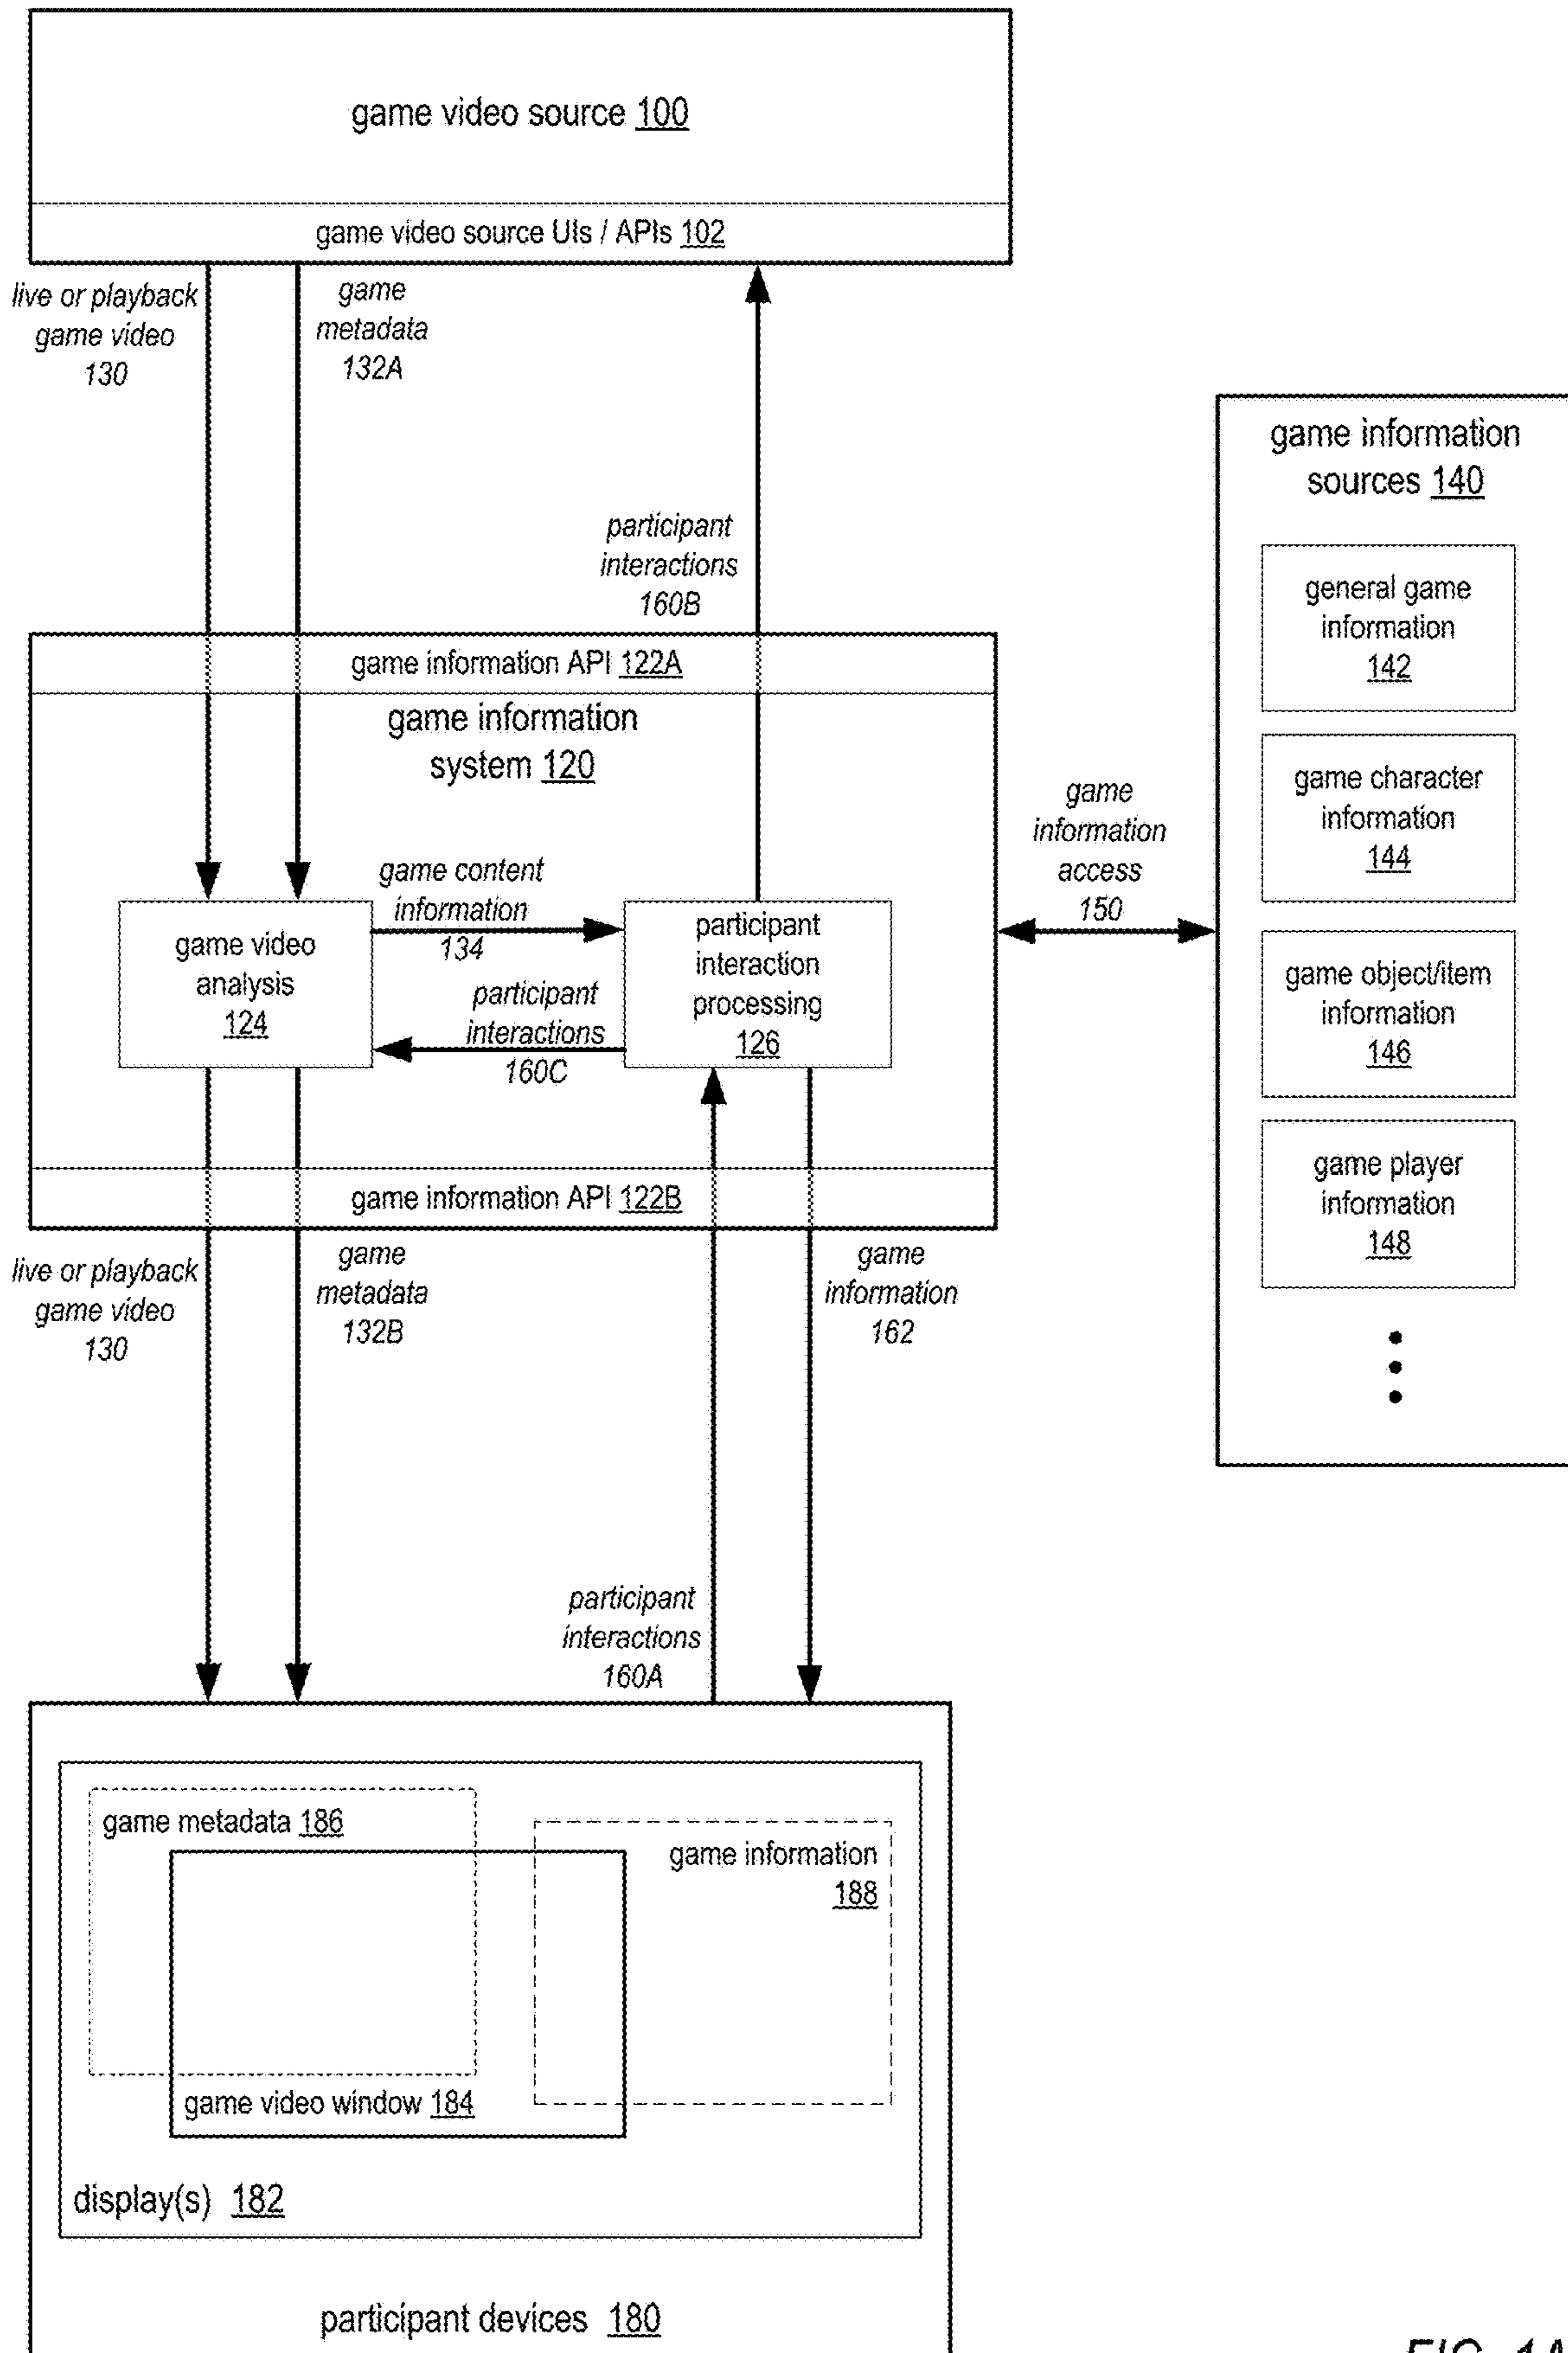 game video source 100
game video source UIs / APIs 102
live or playback
game video
130
game
metadata
132A
participant
interactions
160B
game information
sources 140
general game
information
142
game character
information
144
game object/item
information
146
game player
information
148
game information API 122A
game information
system 120
game
information
access
150
game content
information
134
game video
analysis
124
participant
interactions
160C
participant
interaction
processing
126
game information API 122B
live or playback
game video
130
game
metadata
132B
game
information
162
participant
interactions
160A
game metadata 186
game information
188
game video window 184
display(s) 182
participant devices 180
FIG. 1A